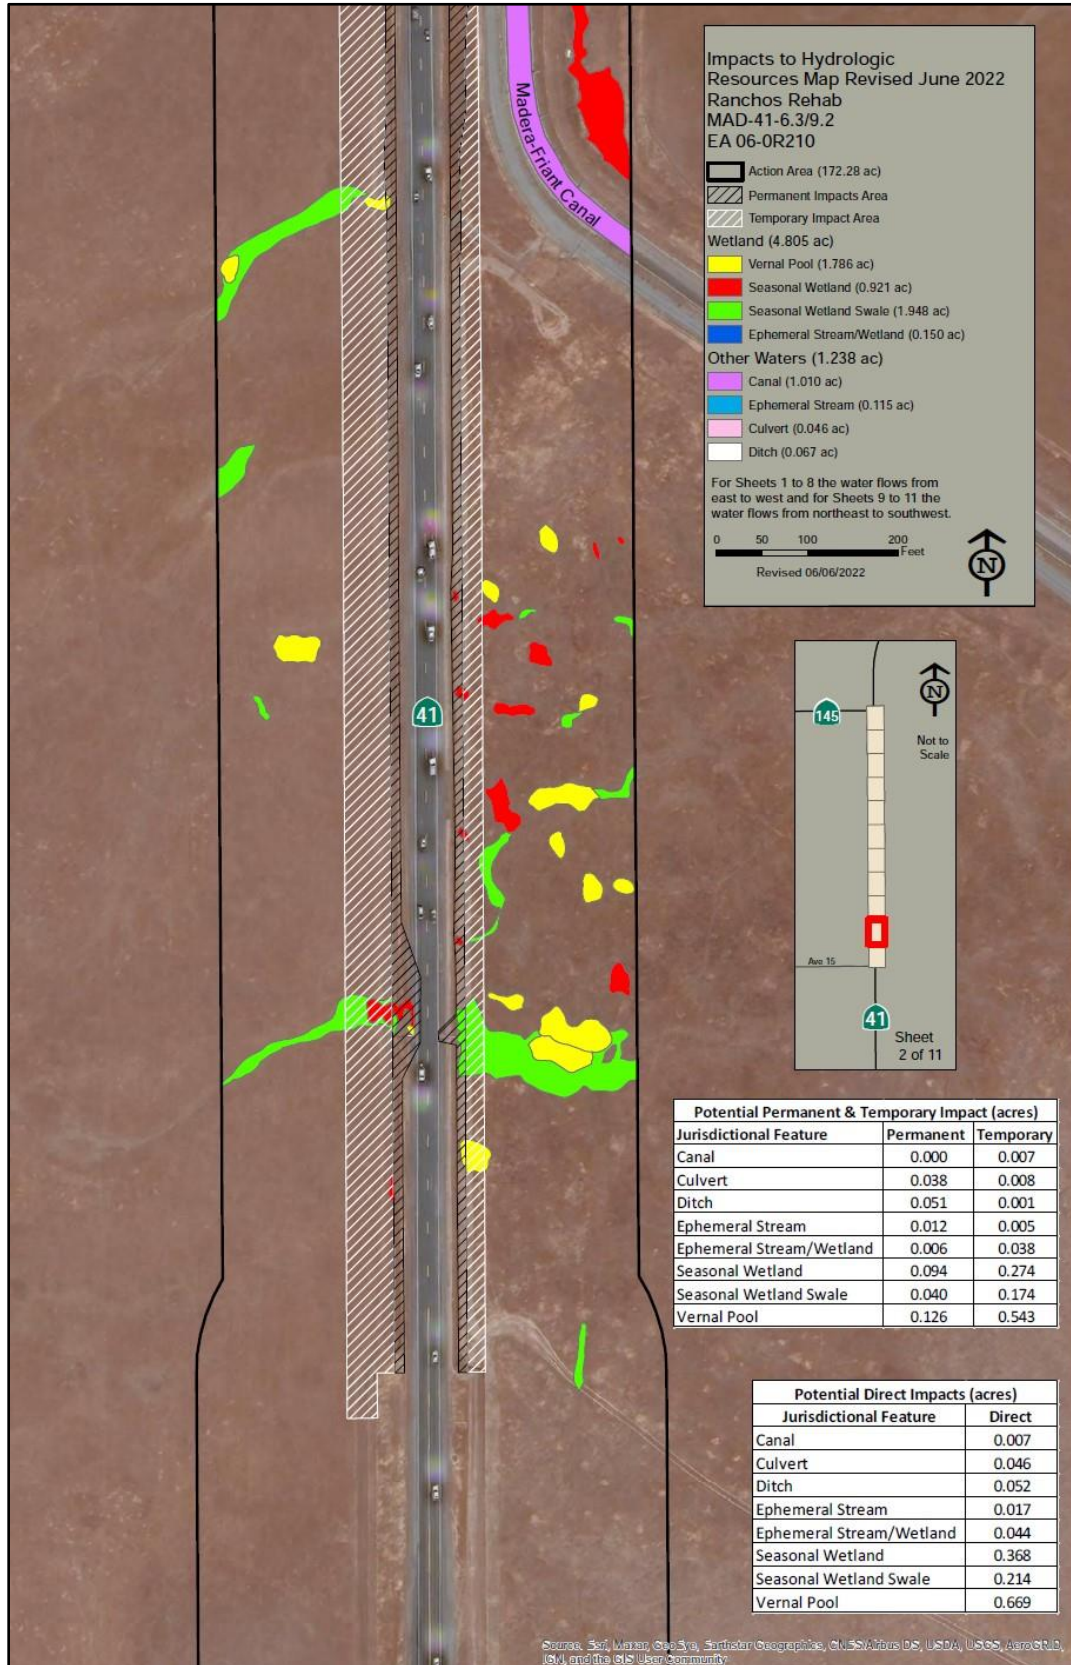 Impacts to Hydrologic
Resources Map Revised June 2022
Ranchos Rehab
MAD-41-6.3/9.2
EA 06-0R210
Action Area (172.28 ac)
Permanent Impacts Area
Temporary Impact Area
Wetland (4.805 ac)
Vernal Pool (1.786 ac)
Seasonal Wetland (0.921 ac)
Seasonal Wetland Swale (1.948 ac)
Ephemeral Stream/Wetland (0.150 ac)
Other Waters (1.238 ac)
Canal (1.010 ac)
Ephemeral Stream (0.115 ac)
Culvert (0.046 ac)
Ditch (0.067 ac)
For Sheets 1 to 8 the water flows from
east to west and for Sheets 9 to 11 the
water flows from northeast to southwest.
0 50 100 200
Feet
Revised 06/06/2022
N
Madera-Friant Canal
41
N
145
Not to
Scale
Ave 15
41
Sheet
2 of 11
Potential Permanent & Temporary Impact (acres)
Jurisdictional Feature Permanent Temporary
Canal 0.000 0.007
Culvert 0.038 0.008
Ditch 0.051 0.001
Ephemeral Stream 0.012 0.005
Ephemeral Stream/Wetland 0.006 0.038
Seasonal Wetland 0.094 0.274
Seasonal Wetland Swale 0.040 0.174
Vernal Pool 0.126 0.543
Potential Direct Impacts (acres)
Jurisdictional Feature Direct
Canal 0.007
Culvert 0.046
Ditch 0.052
Ephemeral Stream 0.017
Ephemeral Stream/Wetland 0.044
Seasonal Wetland 0.368
Seasonal Wetland Swale 0.214
Vernal Pool 0.669
Source: Esri, Maxar, GeoEye, Earthstar Geographics, CNES/Airbus DS, USDA, USGS, AeroGRID,
IGN, and the GIS User Community